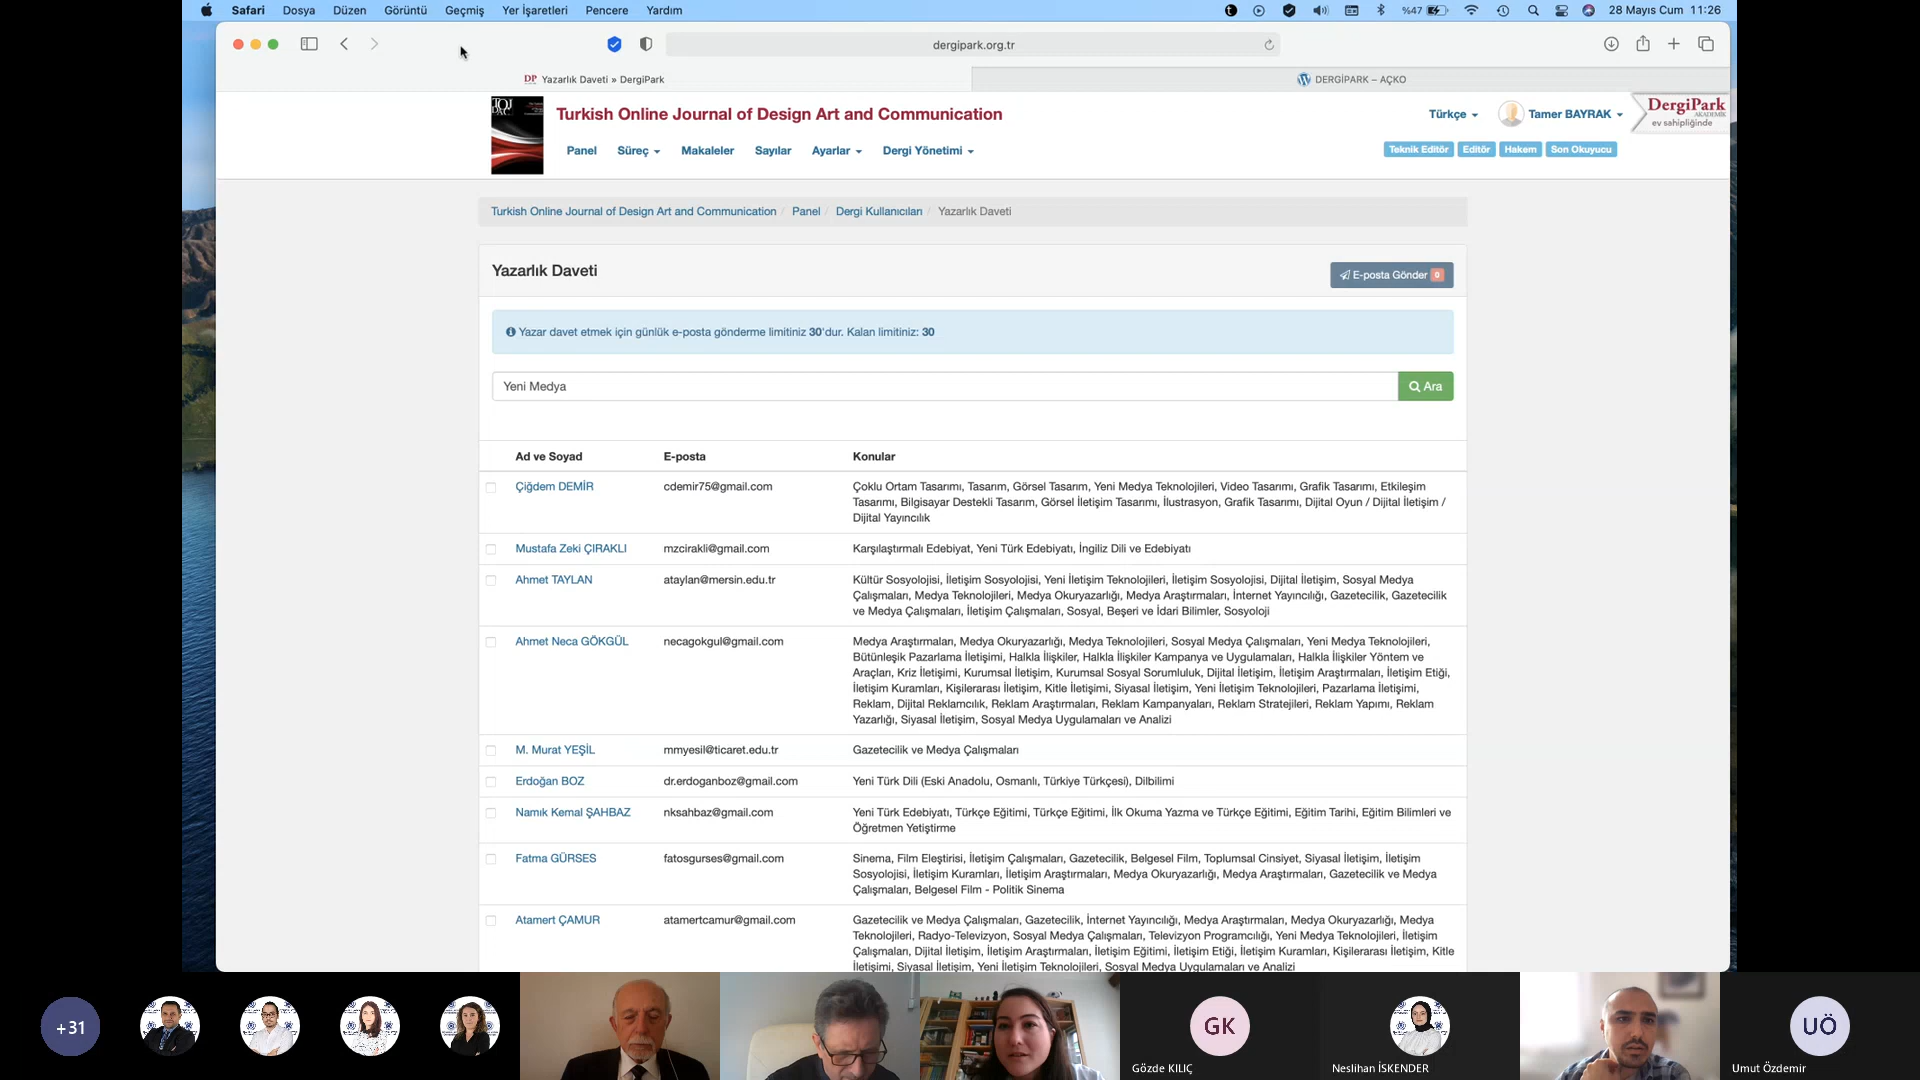 Safari Dosya Düzen Görüntü Geçmiş Yer İşaretleri Pencere Yardım %47 28 Mayıs Cum 11:26
dergipark.org.tr
DP Yazarlık Daveti » DergiPark
DERGİPARK – AÇKO
TOJDAC
Turkish Online Journal of Design Art and Communication
Türkçe Tamer BAYRAK
DergiPark
AKADEMİK
ev sahipliğinde
Panel Süreç Makaleler Sayılar Ayarlar Dergi Yönetimi
Teknik Editör Editör Hakem Son Okuyucu
Turkish Online Journal of Design Art and Communication / Panel / Dergi Kullanıcıları / Yazarlık Daveti
Yazarlık Daveti
E-posta Gönder 0
Yazar davet etmek için günlük e-posta gönderme limitiniz 30'dur. Kalan limitiniz: 30
Yeni Medya
Ara
Ad ve Soyad E-posta Konular
Çiğdem DEMİR cdemir75@gmail.com Çoklu Ortam Tasarımı, Tasarım, Görsel Tasarım, Yeni Medya Teknolojileri, Video Tasarımı, Grafik Tasarımı, Etkileşim
Tasarımı, Bilgisayar Destekli Tasarım, Görsel İletişim Tasarımı, İlustrasyon, Grafik Tasarımı, Dijital Oyun / Dijital İletişim /
Dijital Yayıncılık
Mustafa Zeki ÇIRAKLI mzcirakli@gmail.com Karşılaştırmalı Edebiyat, Yeni Türk Edebiyatı, İngiliz Dili ve Edebiyatı
Ahmet TAYLAN ataylan@mersin.edu.tr Kültür Sosyolojisi, İletişim Sosyolojisi, Yeni İletişim Teknolojileri, İletişim Sosyolojisi, Dijital İletişim, Sosyal Medya
Çalışmaları, Medya Teknolojileri, Medya Okuryazarlığı, Medya Araştırmaları, İnternet Yayıncılığı, Gazetecilik, Gazetecilik
ve Medya Çalışmaları, İletişim Çalışmaları, Sosyal, Beşeri ve İdari Bilimler, Sosyoloji
Ahmet Neca GÖKGÜL necagokgul@gmail.com Medya Araştırmaları, Medya Okuryazarlığı, Medya Teknolojileri, Sosyal Medya Çalışmaları, Yeni Medya Teknolojileri,
Bütünleşik Pazarlama İletişimi, Halkla İlişkiler, Halkla İlişkiler Kampanya ve Uygulamaları, Halkla İlişkiler Yöntem ve
Araçları, Kriz İletişimi, Kurumsal İletişim, Kurumsal Sosyal Sorumluluk, Dijital İletişim, İletişim Araştırmaları, İletişim Etiği,
İletişim Kuramları, Kişilerarası İletişim, Kitle İletişimi, Siyasal İletişim, Yeni İletişim Teknolojileri, Pazarlama İletişimi,
Reklam, Dijital Reklamcılık, Reklam Araştırmaları, Reklam Kampanyaları, Reklam Stratejileri, Reklam Yapımı, Reklam
Yazarlığı, Siyasal İletişim, Sosyal Medya Uygulamaları ve Analizi
M. Murat YEŞİL mmyesil@ticaret.edu.tr Gazetecilik ve Medya Çalışmaları
Erdoğan BOZ dr.erdoganboz@gmail.com Yeni Türk Dili (Eski Anadolu, Osmanlı, Türkiye Türkçesi), Dilbilimi
Namık Kemal ŞAHBAZ nksahbaz@gmail.com Yeni Türk Edebiyatı, Türkçe Eğitimi, Türkçe Eğitimi, İlk Okuma Yazma ve Türkçe Eğitimi, Eğitim Tarihi, Eğitim Bilimleri ve
Öğretmen Yetiştirme
Fatma GÜRSES fatosgurses@gmail.com Sinema, Film Eleştirisi, İletişim Çalışmaları, Gazetecilik, Belgesel Film, Toplumsal Cinsiyet, Siyasal İletişim, İletişim
Sosyolojisi, İletişim Kuramları, İletişim Araştırmaları, Medya Okuryazarlığı, Medya Araştırmaları, Gazetecilik ve Medya
Çalışmaları, Belgesel Film - Politik Sinema
Atamert ÇAMUR atamertcamur@gmail.com Gazetecilik ve Medya Çalışmaları, Gazetecilik, İnternet Yayıncılığı, Medya Araştırmaları, Medya Okuryazarlığı, Medya
Teknolojileri, Radyo-Televizyon, Sosyal Medya Çalışmaları, Televizyon Programcılığı, Yeni Medya Teknolojileri, İletişim
Çalışmaları, Dijital İletişim, İletişim Araştırmaları, İletişim Eğitimi, İletişim Etiği, İletişim Kuramları, Kişilerarası İletişim, Kitle
İletişimi, Siyasal İletişim, Yeni İletişim Teknolojileri, Sosyal Medya Uygulamaları ve Analizi
+31
GK
UÖ
Gözde KILIÇ
Neslihan İSKENDER
Umut Özdemir